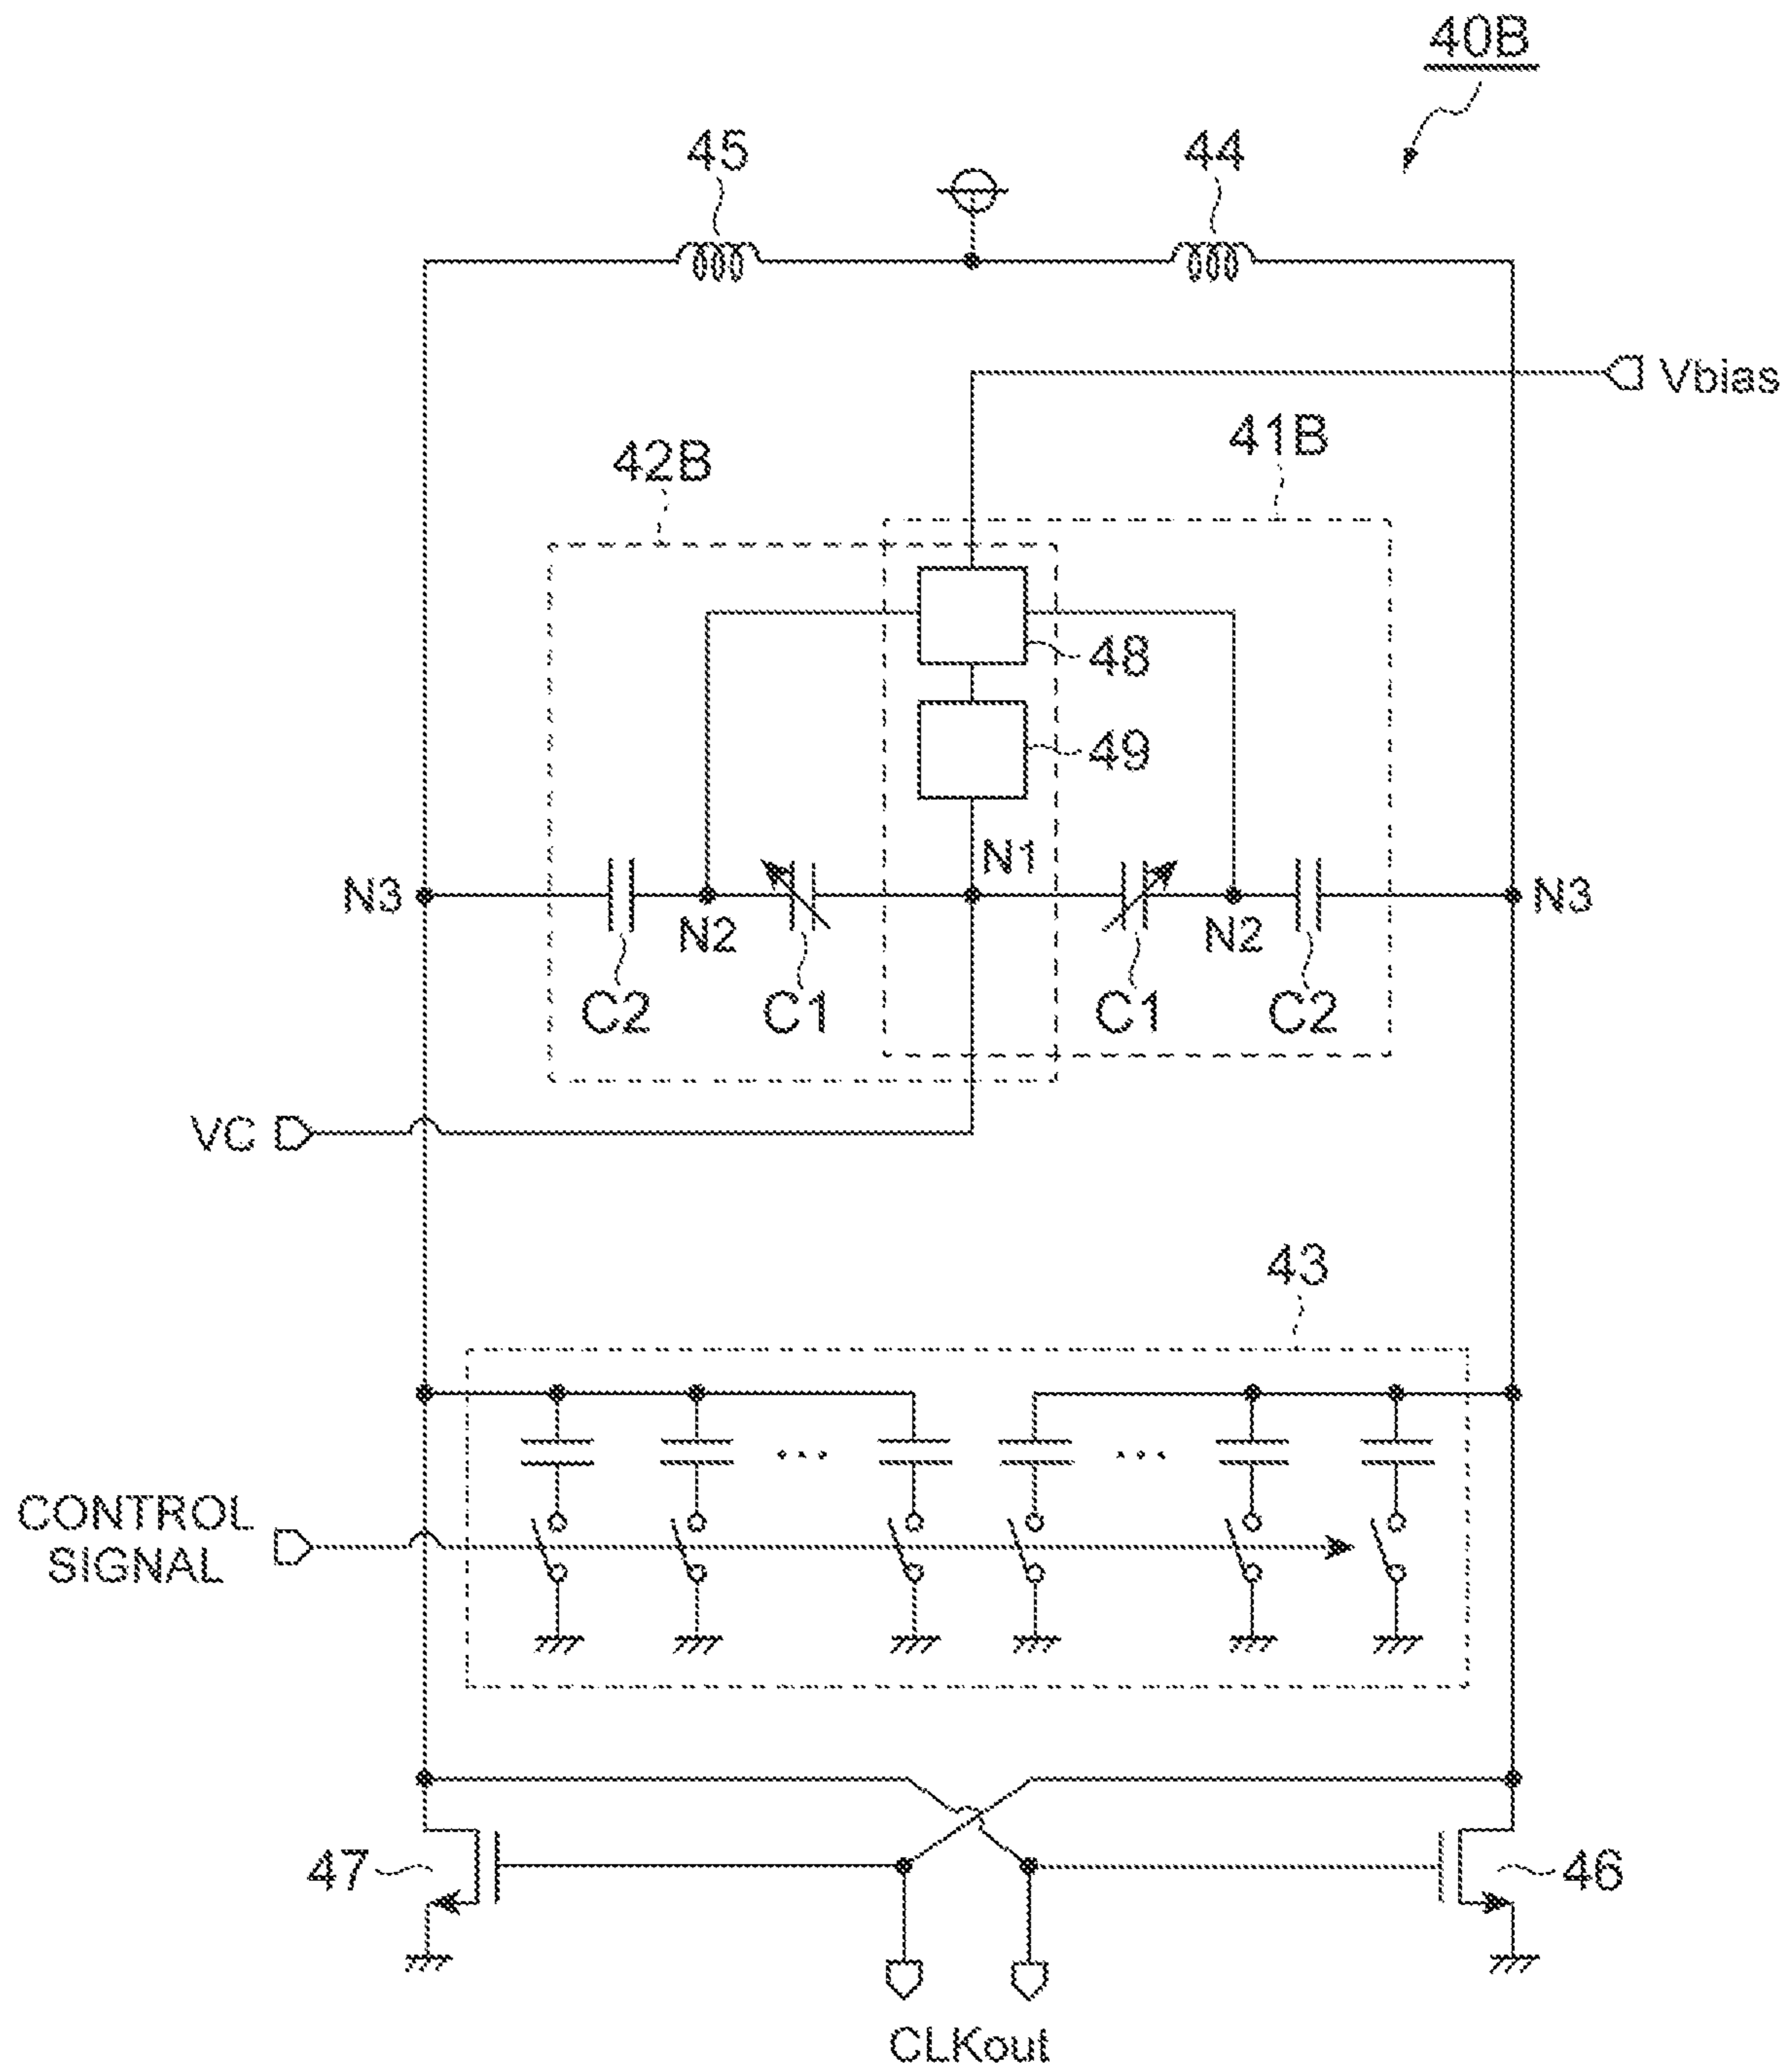 40B
45
44
Vbias
41B
42B
48
49
N1
N3
N3
N2
N2
C2
C1
C1
C2
VC
43
CONTROL
SIGNAL
47
46
CLKout